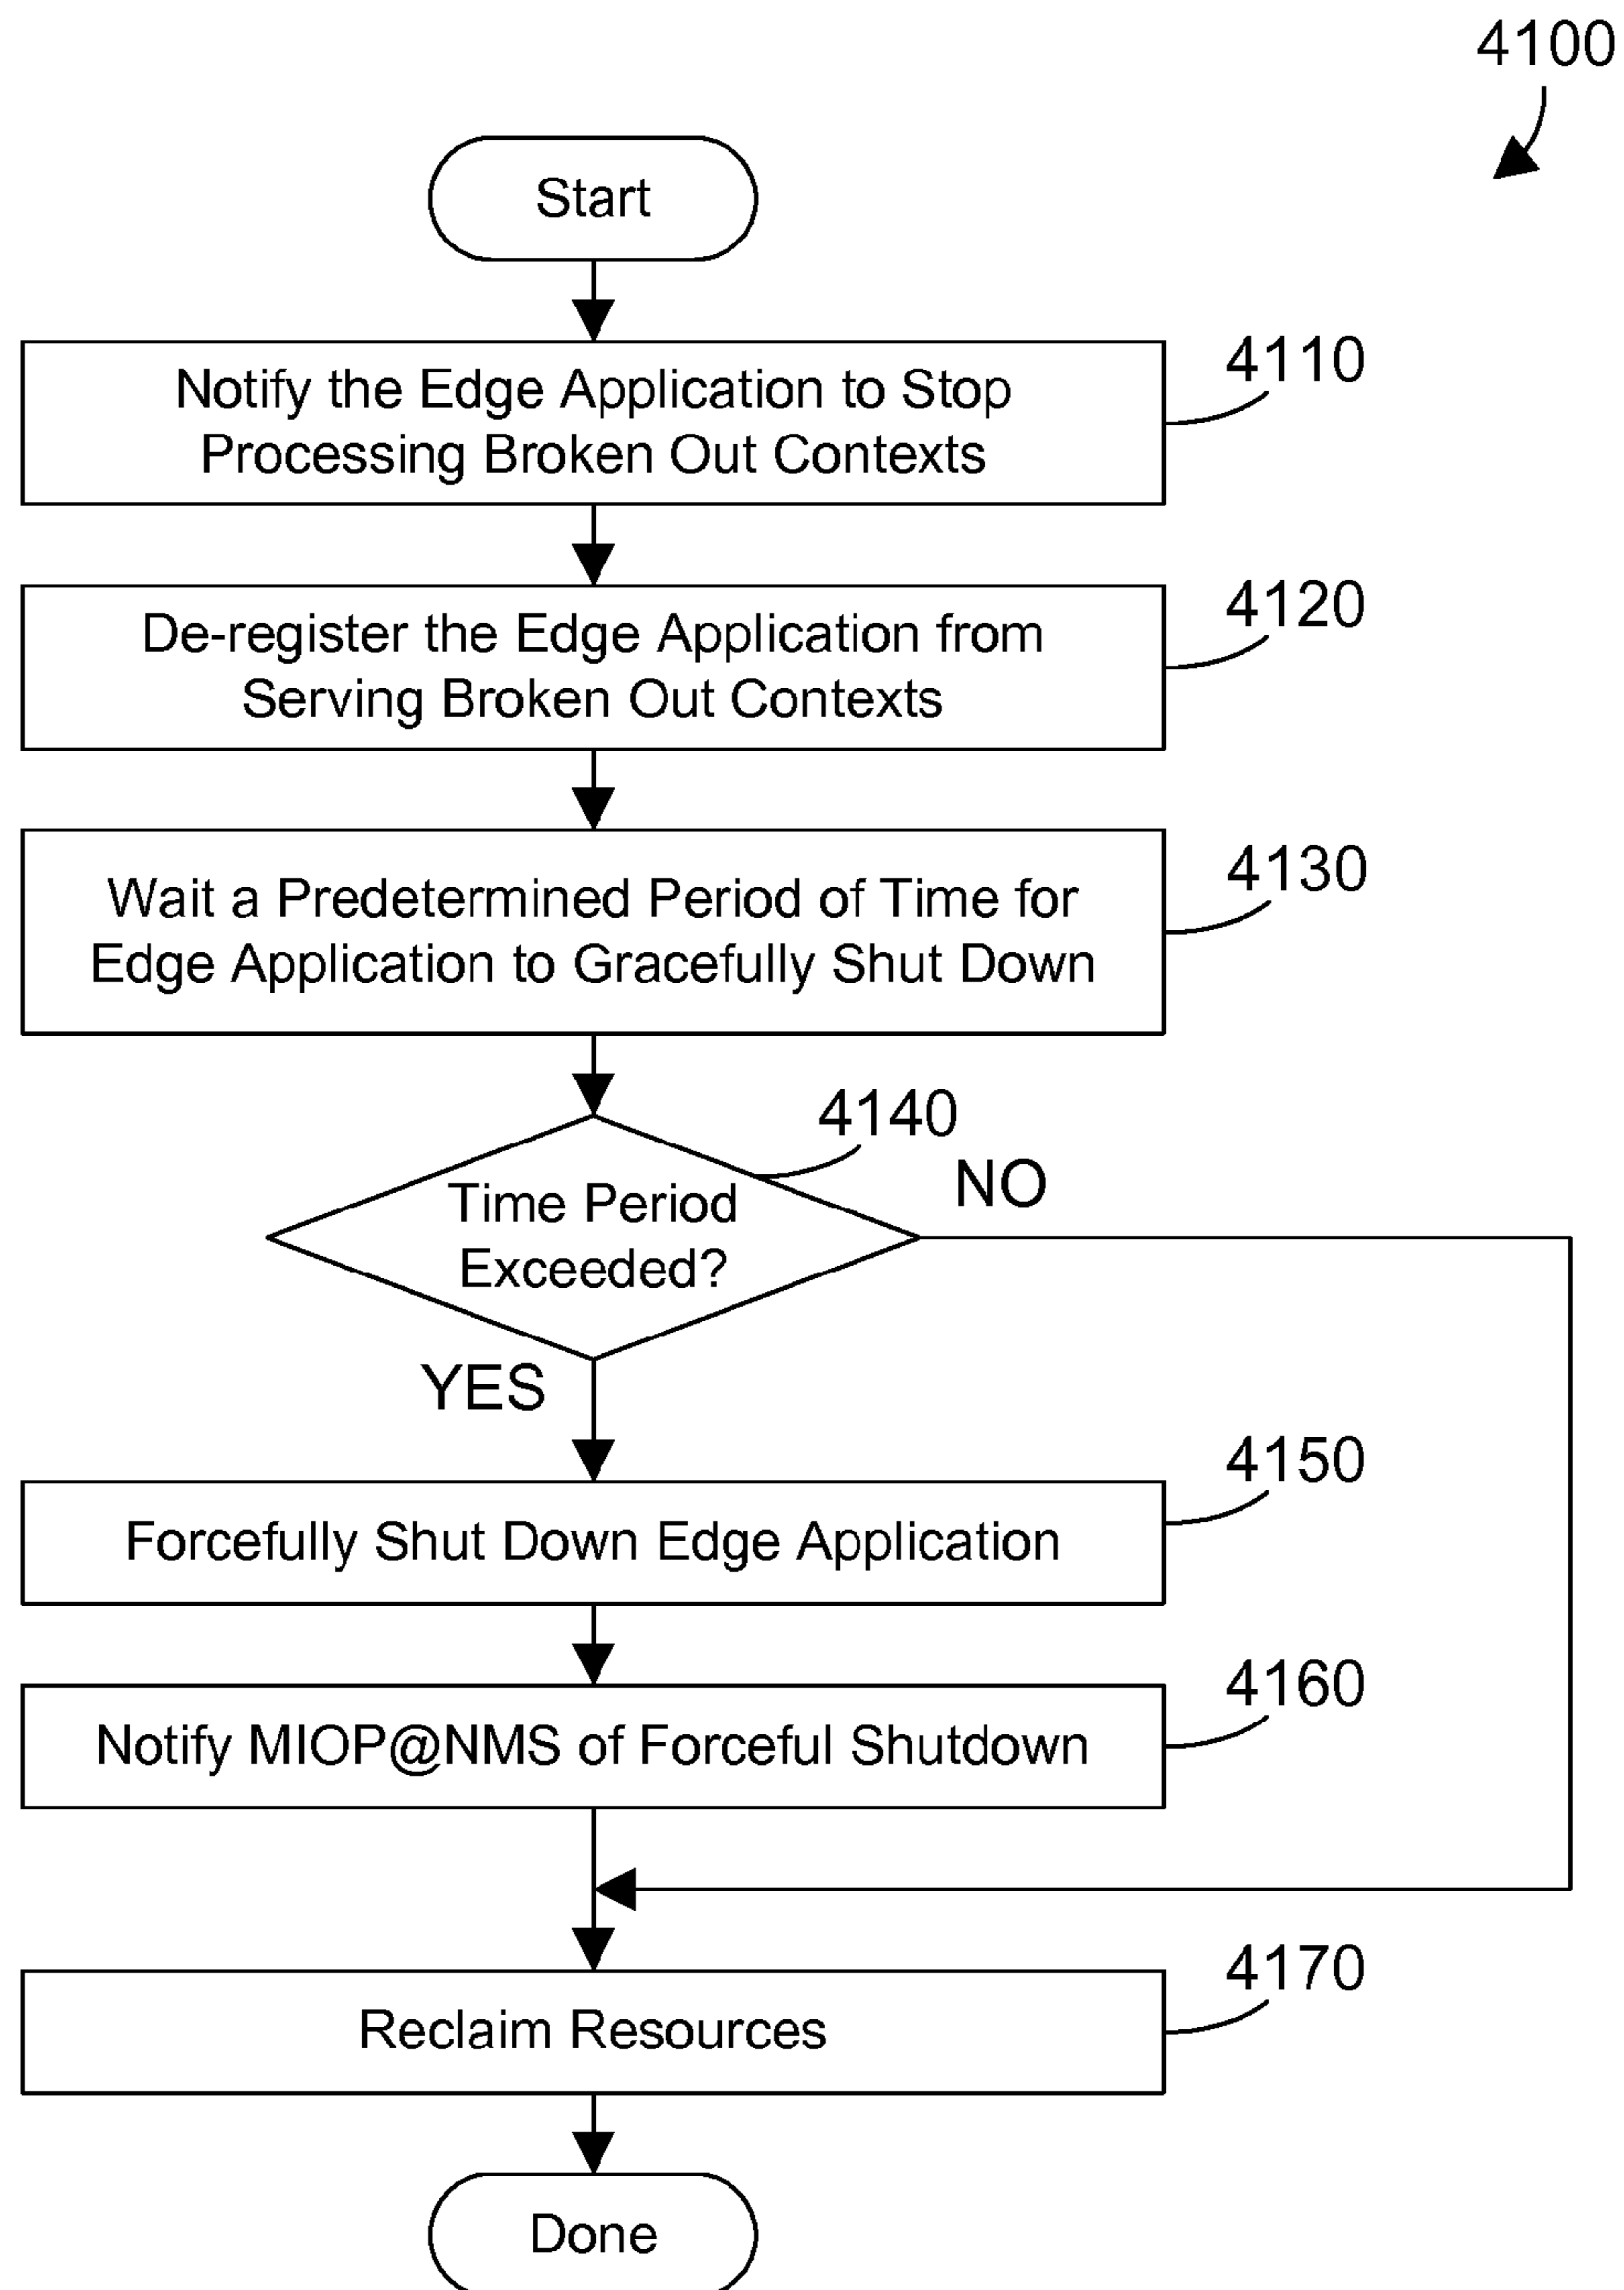 4100
Start
Notify the Edge Application to Stop
Processing Broken Out Contexts
4110
De-register the Edge Application from
Serving Broken Out Contexts
4120
Wait a Predetermined Period of Time for
Edge Application to Gracefully Shut Down
4130
4140
Time Period
Exceeded?
NO
YES
Forcefully Shut Down Edge Application
4150
Notify MIOP@NMS of Forceful Shutdown
4160
Reclaim Resources
4170
Done